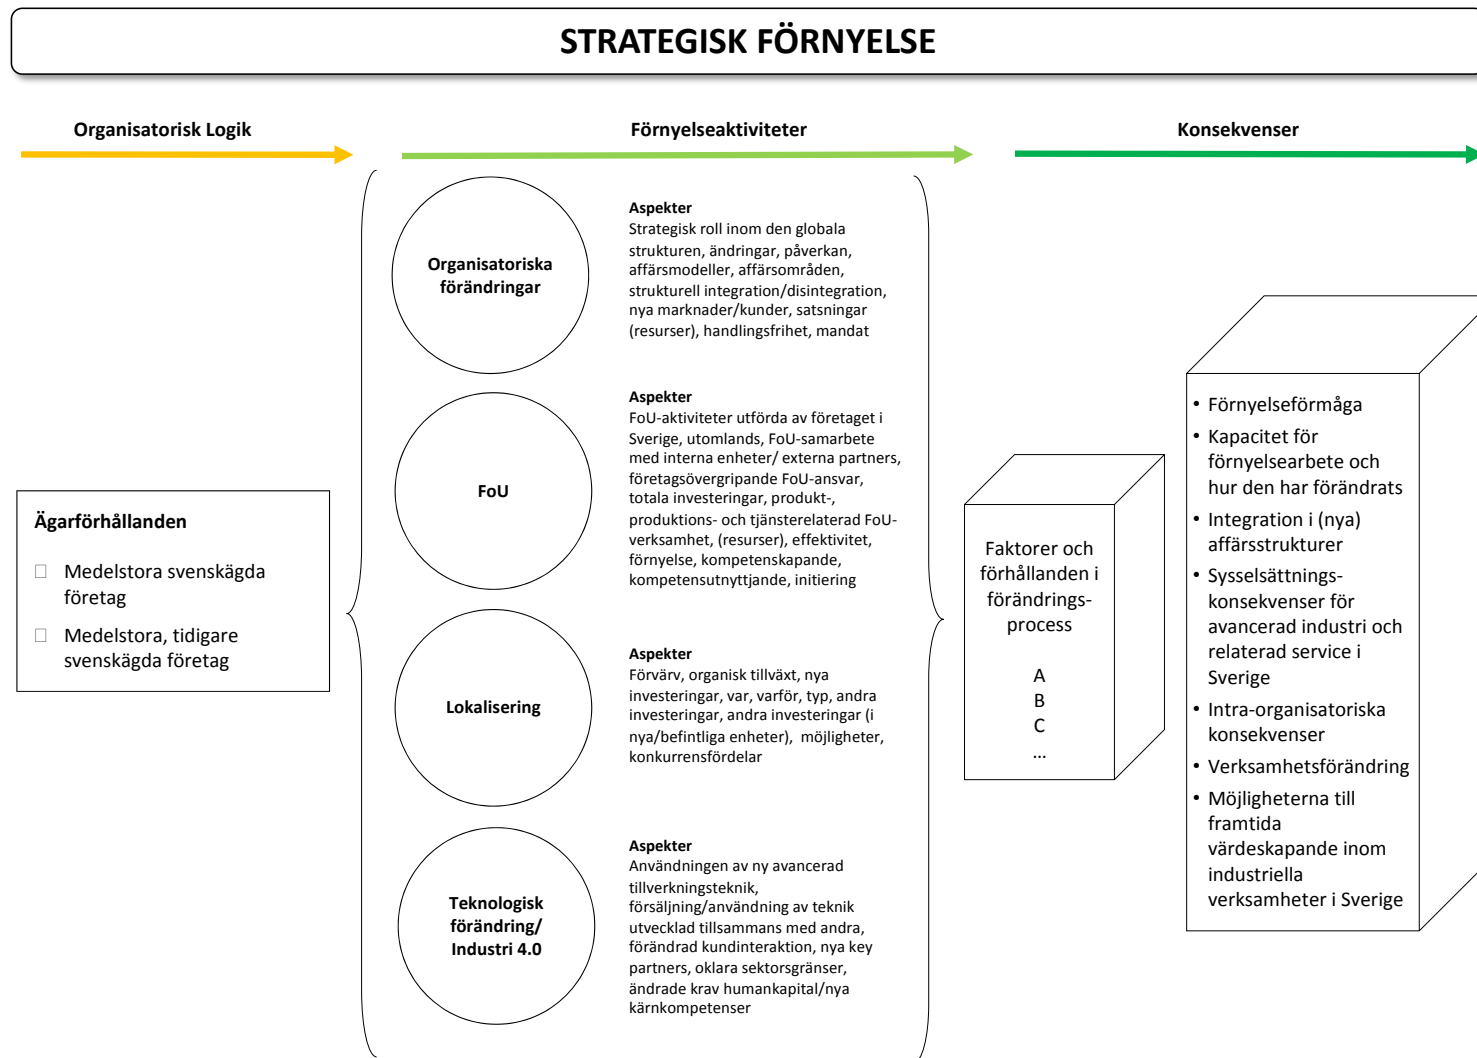 STRATEGISK FÖRNYELSE
Organisatorisk Logik
Förnyelseaktiviteter
Konsekvenser
Ägarförhållanden
Medelstora svenskägda
företag
Medelstora, tidigare
svenskägda företag
Organisatoriska
förändringar
Aspekter
Strategisk roll inom den globala
strukturen, ändringar, påverkan,
affärsmodeller, affärsområden,
strukturell integration/disintegration,
nya marknader/kunder, satsningar
(resurser), handlingsfrihet, mandat
FoU
Aspekter
FoU-aktiviteter utförda av företaget i
Sverige, utomlands, FoU-samarbete
med interna enheter/ externa partners,
företagsövergripande FoU-ansvar,
totala investeringar, produkt-,
produktions- och tjänsterelaterad FoU-
verksamhet, (resurser), effektivitet,
förnyelse, kompetenskapande,
kompetensutnyttjande, initiering
Lokalisering
Aspekter
Förvärv, organisk tillväxt, nya
investeringar, var, varför, typ, andra
investeringar, andra investeringar (i
nya/befintliga enheter), möjligheter,
konkurrensfördelar
Teknologisk
förändring/
Industri 4.0
Aspekter
Användningen av ny avancerad
tillverkningsteknik,
försäljning/användning av teknik
utvecklad tillsammans med andra,
förändrad kundinteraktion, nya key
partners, oklara sektorsgränser,
ändrade krav humankapital/nya
kärnkompetenser
Faktorer och
förhållanden i
förändrings-
process
A
B
C
...
• Förnyelseförmåga
• Kapacitet för
förnyelsearbete och
hur den har förändrats
• Integration i (nya)
affärsstrukturer
• Sysselsättnings-
konsekvenser för
avancerad industri och
relaterad service i
Sverige
• Intra-organisatoriska
konsekvenser
• Verksamhetsförändring
• Möjligheterna till
framtida
värdeskapande inom
industriella
verksamheter i Sverige